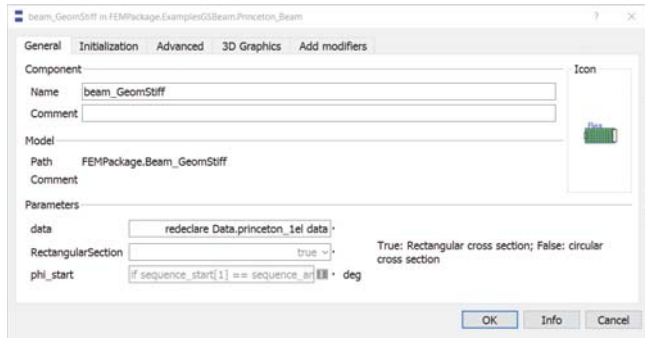 beam_GeomStiff in FEMPackage.ExamplesGSBeam.Princeton_Beam ? ×
General Initialization Advanced 3D Graphics Add modifiers
Component Icon
Name beam_GeomStiff
Comment
Model
Path FEMPackage.Beam_GeomStiff
Comment
Parameters
data redeclare Data.princeton_1el data
RectangularSection true True: Rectangular cross section; False: circular
cross section
phi_start if sequence_start[1] == sequence_an deg
OK Info Cancel